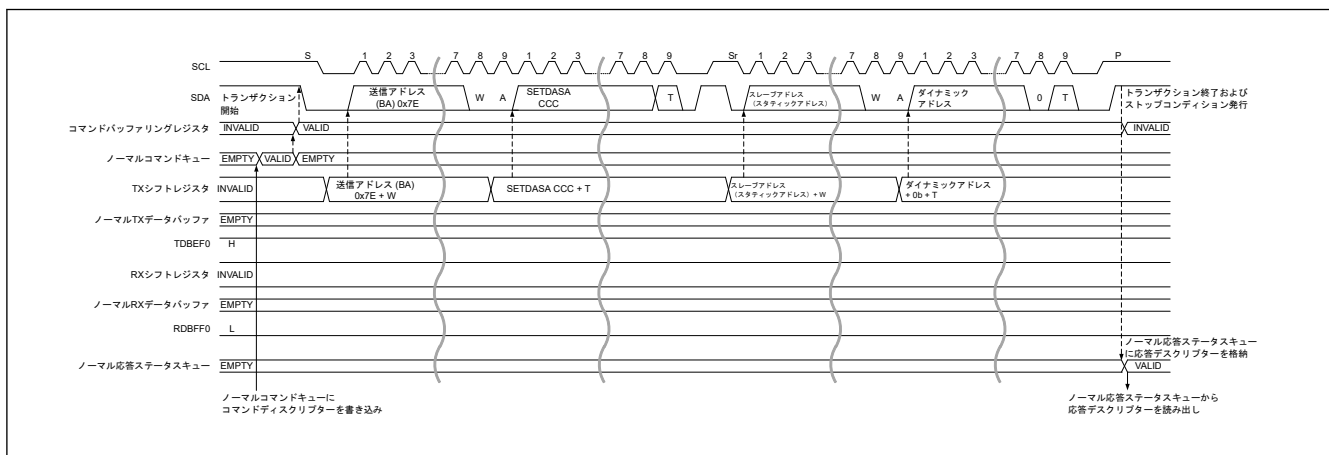 S 1 2 3 7 8 9 1 2 3 7 8 9 Sr 1 2 3 7 8 9 1 2 3 7 8 9 P
SCL
SDA トランザクション 開始 送信アドレス (BA) 0x7E W A SETDASA CCC T スレーブアドレス (スタティックアドレス) W A ダイナミック アドレス 0 T トランザクション終了および ストップコンディション発行
コマンドバッファリングレジスタ INVALID VALID INVALID
ノーマルコマンドキュー EMPTY VALID EMPTY
TXシフトレジスタ INVALID 送信アドレス (BA) 0x7E + W SETDASA CCC + T スレーブアドレス (スタティックアドレス) + W ダイナミックアドレス + 0b + T
ノーマルTXデータバッファ EMPTY
TDBEF0 H
RXシフトレジスタ INVALID
ノーマルRXデータバッファ EMPTY
RDBFF0 L
ノーマル応答ステータスキュー に応答デスクリプターを格納
ノーマル応答ステータスキュー EMPTY VALID
ノーマルコマンドキューに
コマンドディスクリプターを書き込み
ノーマル応答ステータスキューから
応答デスクリプターを読み出し